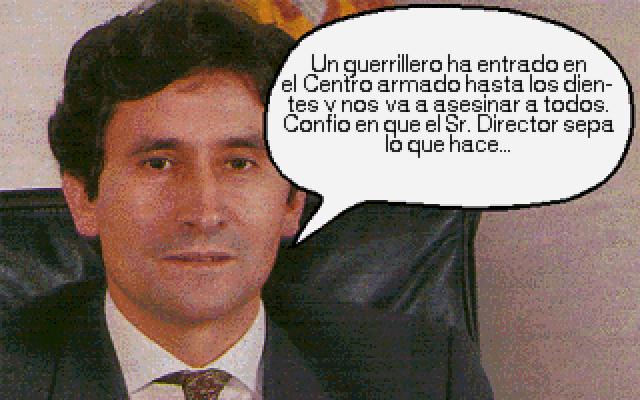 Un guerrillero ha entrado en
el Centro armado hasta los dien-
tes y nos va a asesinar a todos.
Confio en que el Sr. Director sepa
lo que hace...